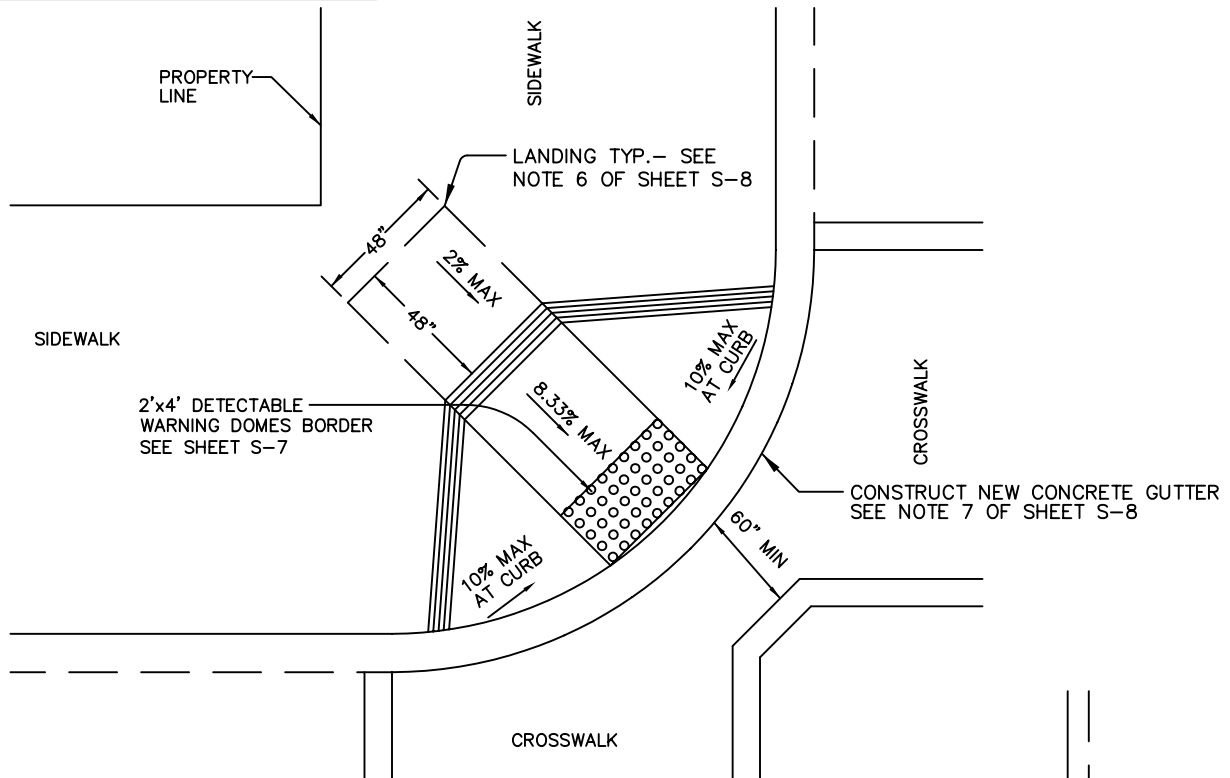 SIDEWALK
PROPERTY
LINE
LANDING TYP.– SEE
NOTE 6 OF SHEET S–8
48"
2% MAX
48"
SIDEWALK
10% MAX
AT CURB
8.33% MAX
2'x4' DETECTABLE
WARNING DOMES BORDER
SEE SHEET S–7
CROSSWALK
CONSTRUCT NEW CONCRETE GUTTER
SEE NOTE 7 OF SHEET S–8
60" MIN
10% MAX
AT CURB
CROSSWALK